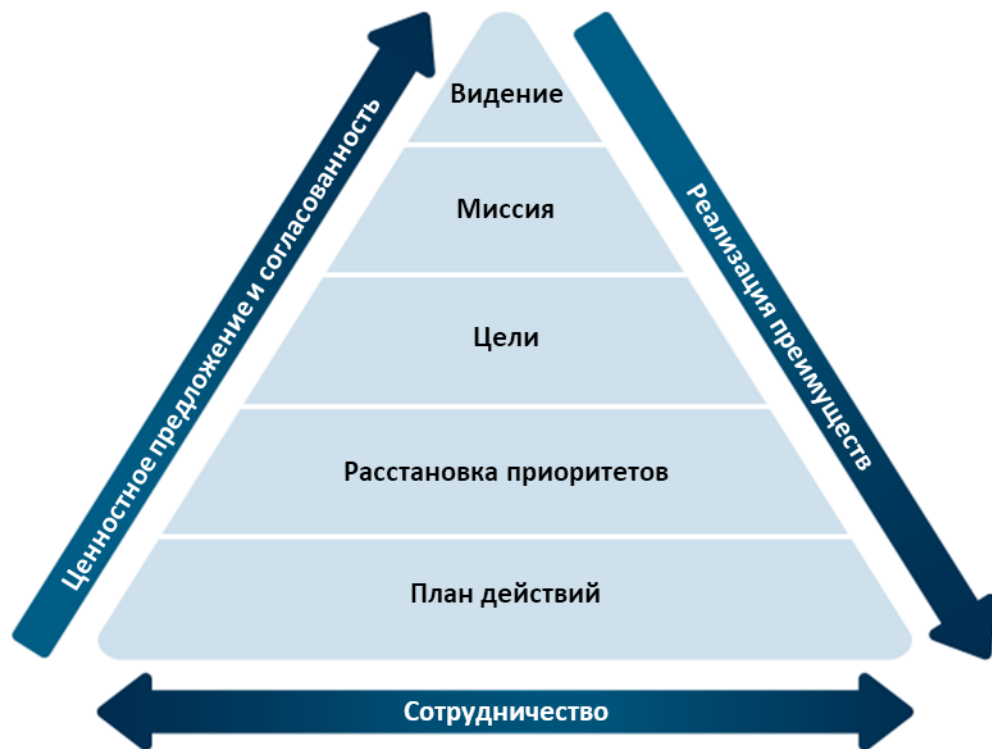 Видение
Миссия
Цели
Расстановка приоритетов
План действий
Ценностное предложение и согласованность
Реализация преимуществ
Сотрудничество